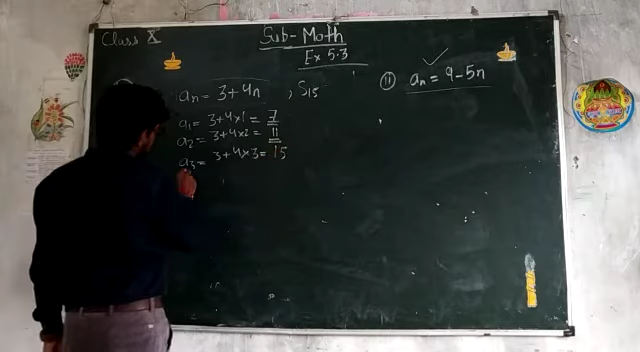 Class X
Sub-Math
Ex 5.3
an = 3+4n , S15
a1 = 3+4×1 = 7
a2 = 3+4×2 = 11
a3 = 3+4×3 = 15
(ii) an = 9-5n